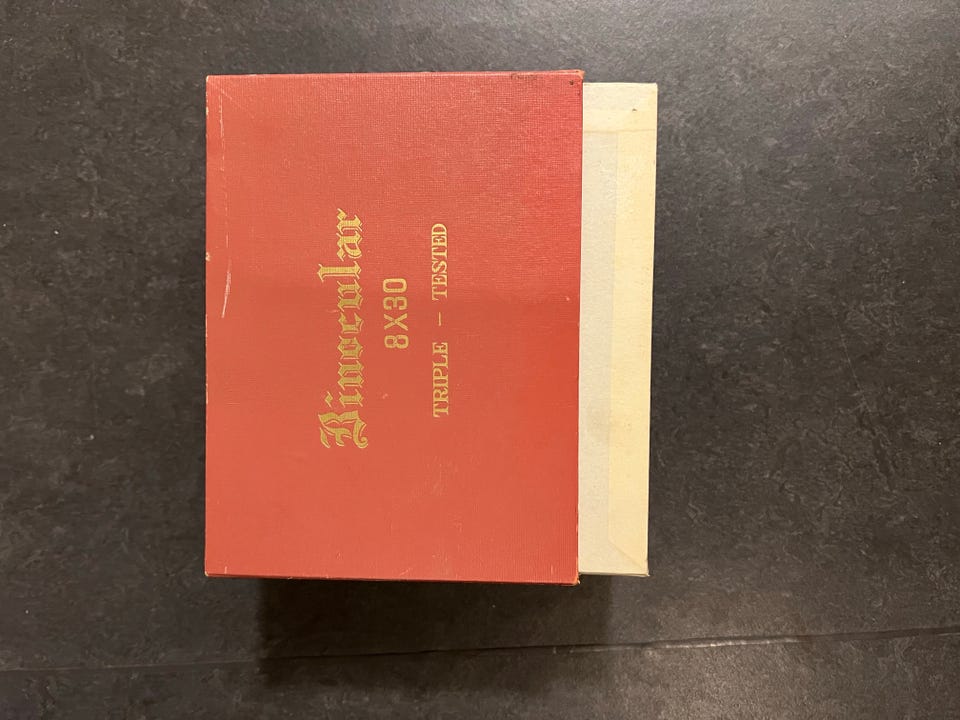 Binocular
8X30
TRIPLE - TESTED